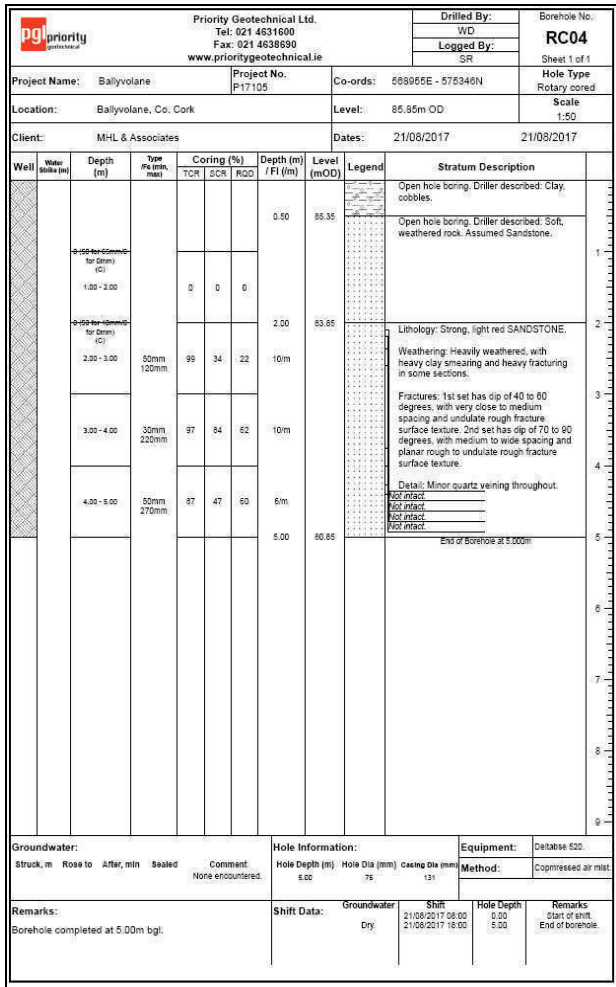 pgl priority geotechnical
Priority Geotechnical Ltd.
Tel: 021 4631600
Fax: 021 4638690
www.prioritygeotechnical.ie
Drilled By:
WD
Logged By:
SR
Borehole No.
RC04
Sheet 1 of 1
Project Name: Ballyvolane
Project No.
P17105
Co-ords: 568955E - 575346N
Hole Type
Rotary cored
Location: Ballyvolane, Co. Cork
Level: 85.85m OD
Scale
1:50
Client: MHL & Associates
Dates: 21/08/2017 21/08/2017
Well
Water Strike (m)
Depth (m)
Type /Fs (min, max)
Coring (%)
TCR SCR RQD
Depth (m) / FI (/m)
Level (mOD)
Legend
Stratum Description
Open hole boring. Driller described: Clay,
cobbles.
0.50 85.35
Open hole boring. Driller described: Soft,
weathered rock. Assumed Sandstone.
1
for 0mm)
(C)
1.00 - 2.00 0 0 0
2.00 83.85 2
for 0mm)
(C)
Lithology: Strong, light red SANDSTONE.
2.00 - 3.00 50mm 99 34 22 10/m
120mm
Weathering: Heavily weathered, with
heavy clay smearing and heavy fracturing
in some sections.
3
Fractures: 1st set has dip of 40 to 60
degrees, with very close to medium
spacing and undulate rough fracture
surface texture. 2nd set has dip of 70 to 90
degrees, with medium to wide spacing and
planar rough to undulate rough fracture
surface texture.
3.00 - 4.00 30mm 97 84 62 10/m
220mm
4
Detail: Minor quartz veining throughout.
4.00 - 5.00 50mm 87 47 60 6/m
270mm
Not intact.
Not intact.
Not intact.
Not intact.
5.00 80.85 5
End of Borehole at 5.000m
6
7
8
9
Groundwater:
Struck, m Rose to After, min Sealed Comment
None encountered.
Hole Information:
Hole Depth (m) Hole Dia (mm) Casing Dia (mm)
5.00 76 131
Equipment: Deltabse 520.
Method: Copmressed air mist.
Remarks:
Borehole completed at 5.00m bgl.
Shift Data:
Groundwater Shift Hole Depth Remarks
21/08/2017 08:00 0.00 Start of shift.
Dry. 21/08/2017 18:00 5.00 End of borehole.